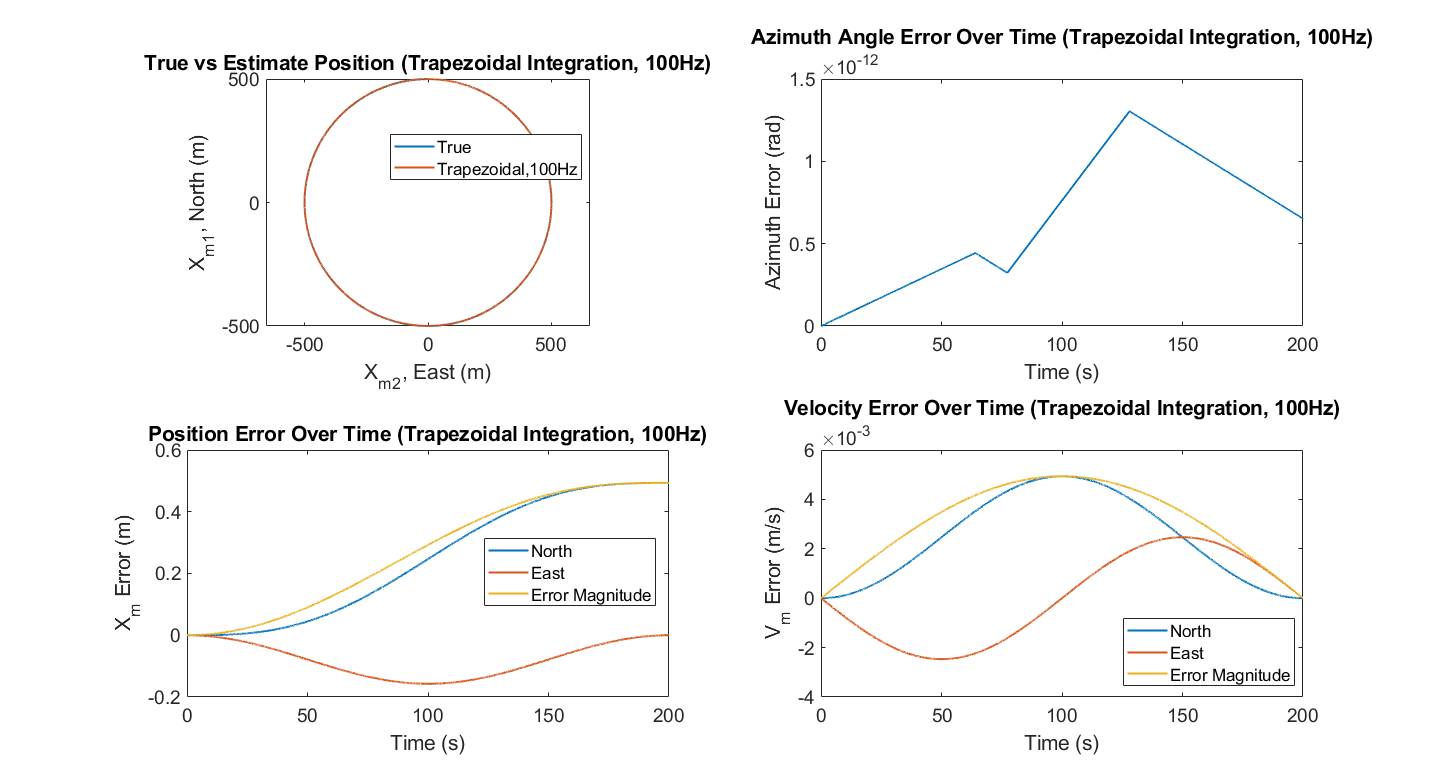 True vs Estimate Position (Trapezoidal Integration, 100Hz)
500
0
-500
X_m1, North (m)
True
Trapezoidal,100Hz
-500 0 500
X_m2, East (m)
Azimuth Angle Error Over Time (Trapezoidal Integration, 100Hz)
×10^-12
1.5
1
0.5
0
Azimuth Error (rad)
0 50 100 150 200
Time (s)
Position Error Over Time (Trapezoidal Integration, 100Hz)
0.6
0.4
0.2
0
-0.2
X_m Error (m)
North
East
Error Magnitude
0 50 100 150 200
Time (s)
Velocity Error Over Time (Trapezoidal Integration, 100Hz)
×10^-3
6
4
2
0
-2
-4
V_m Error (m/s)
North
East
Error Magnitude
0 50 100 150 200
Time (s)